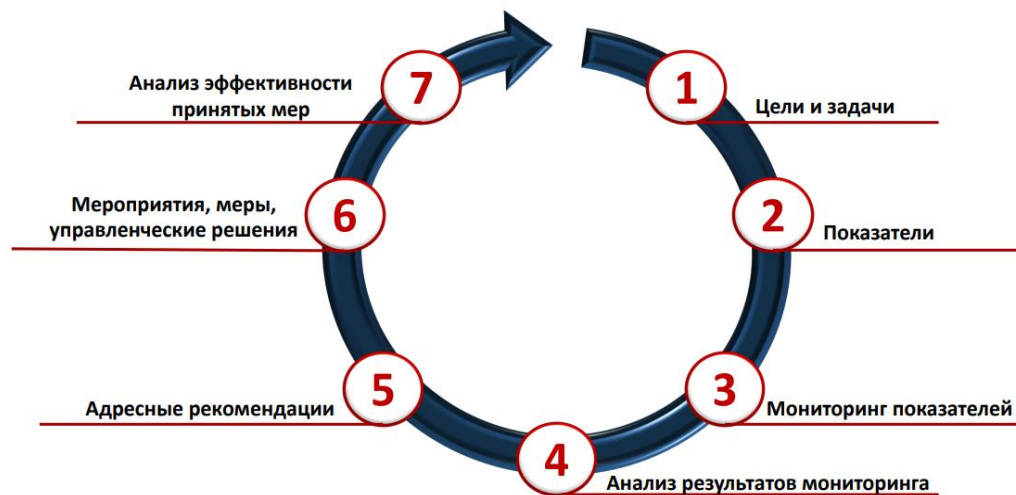 1
Цели и задачи
2
Показатели
3
Мониторинг показателей
4
Анализ результатов мониторинга
5
Адресные рекомендации
6
Мероприятия, меры,
управленческие решения
7
Анализ эффективности
принятых мер